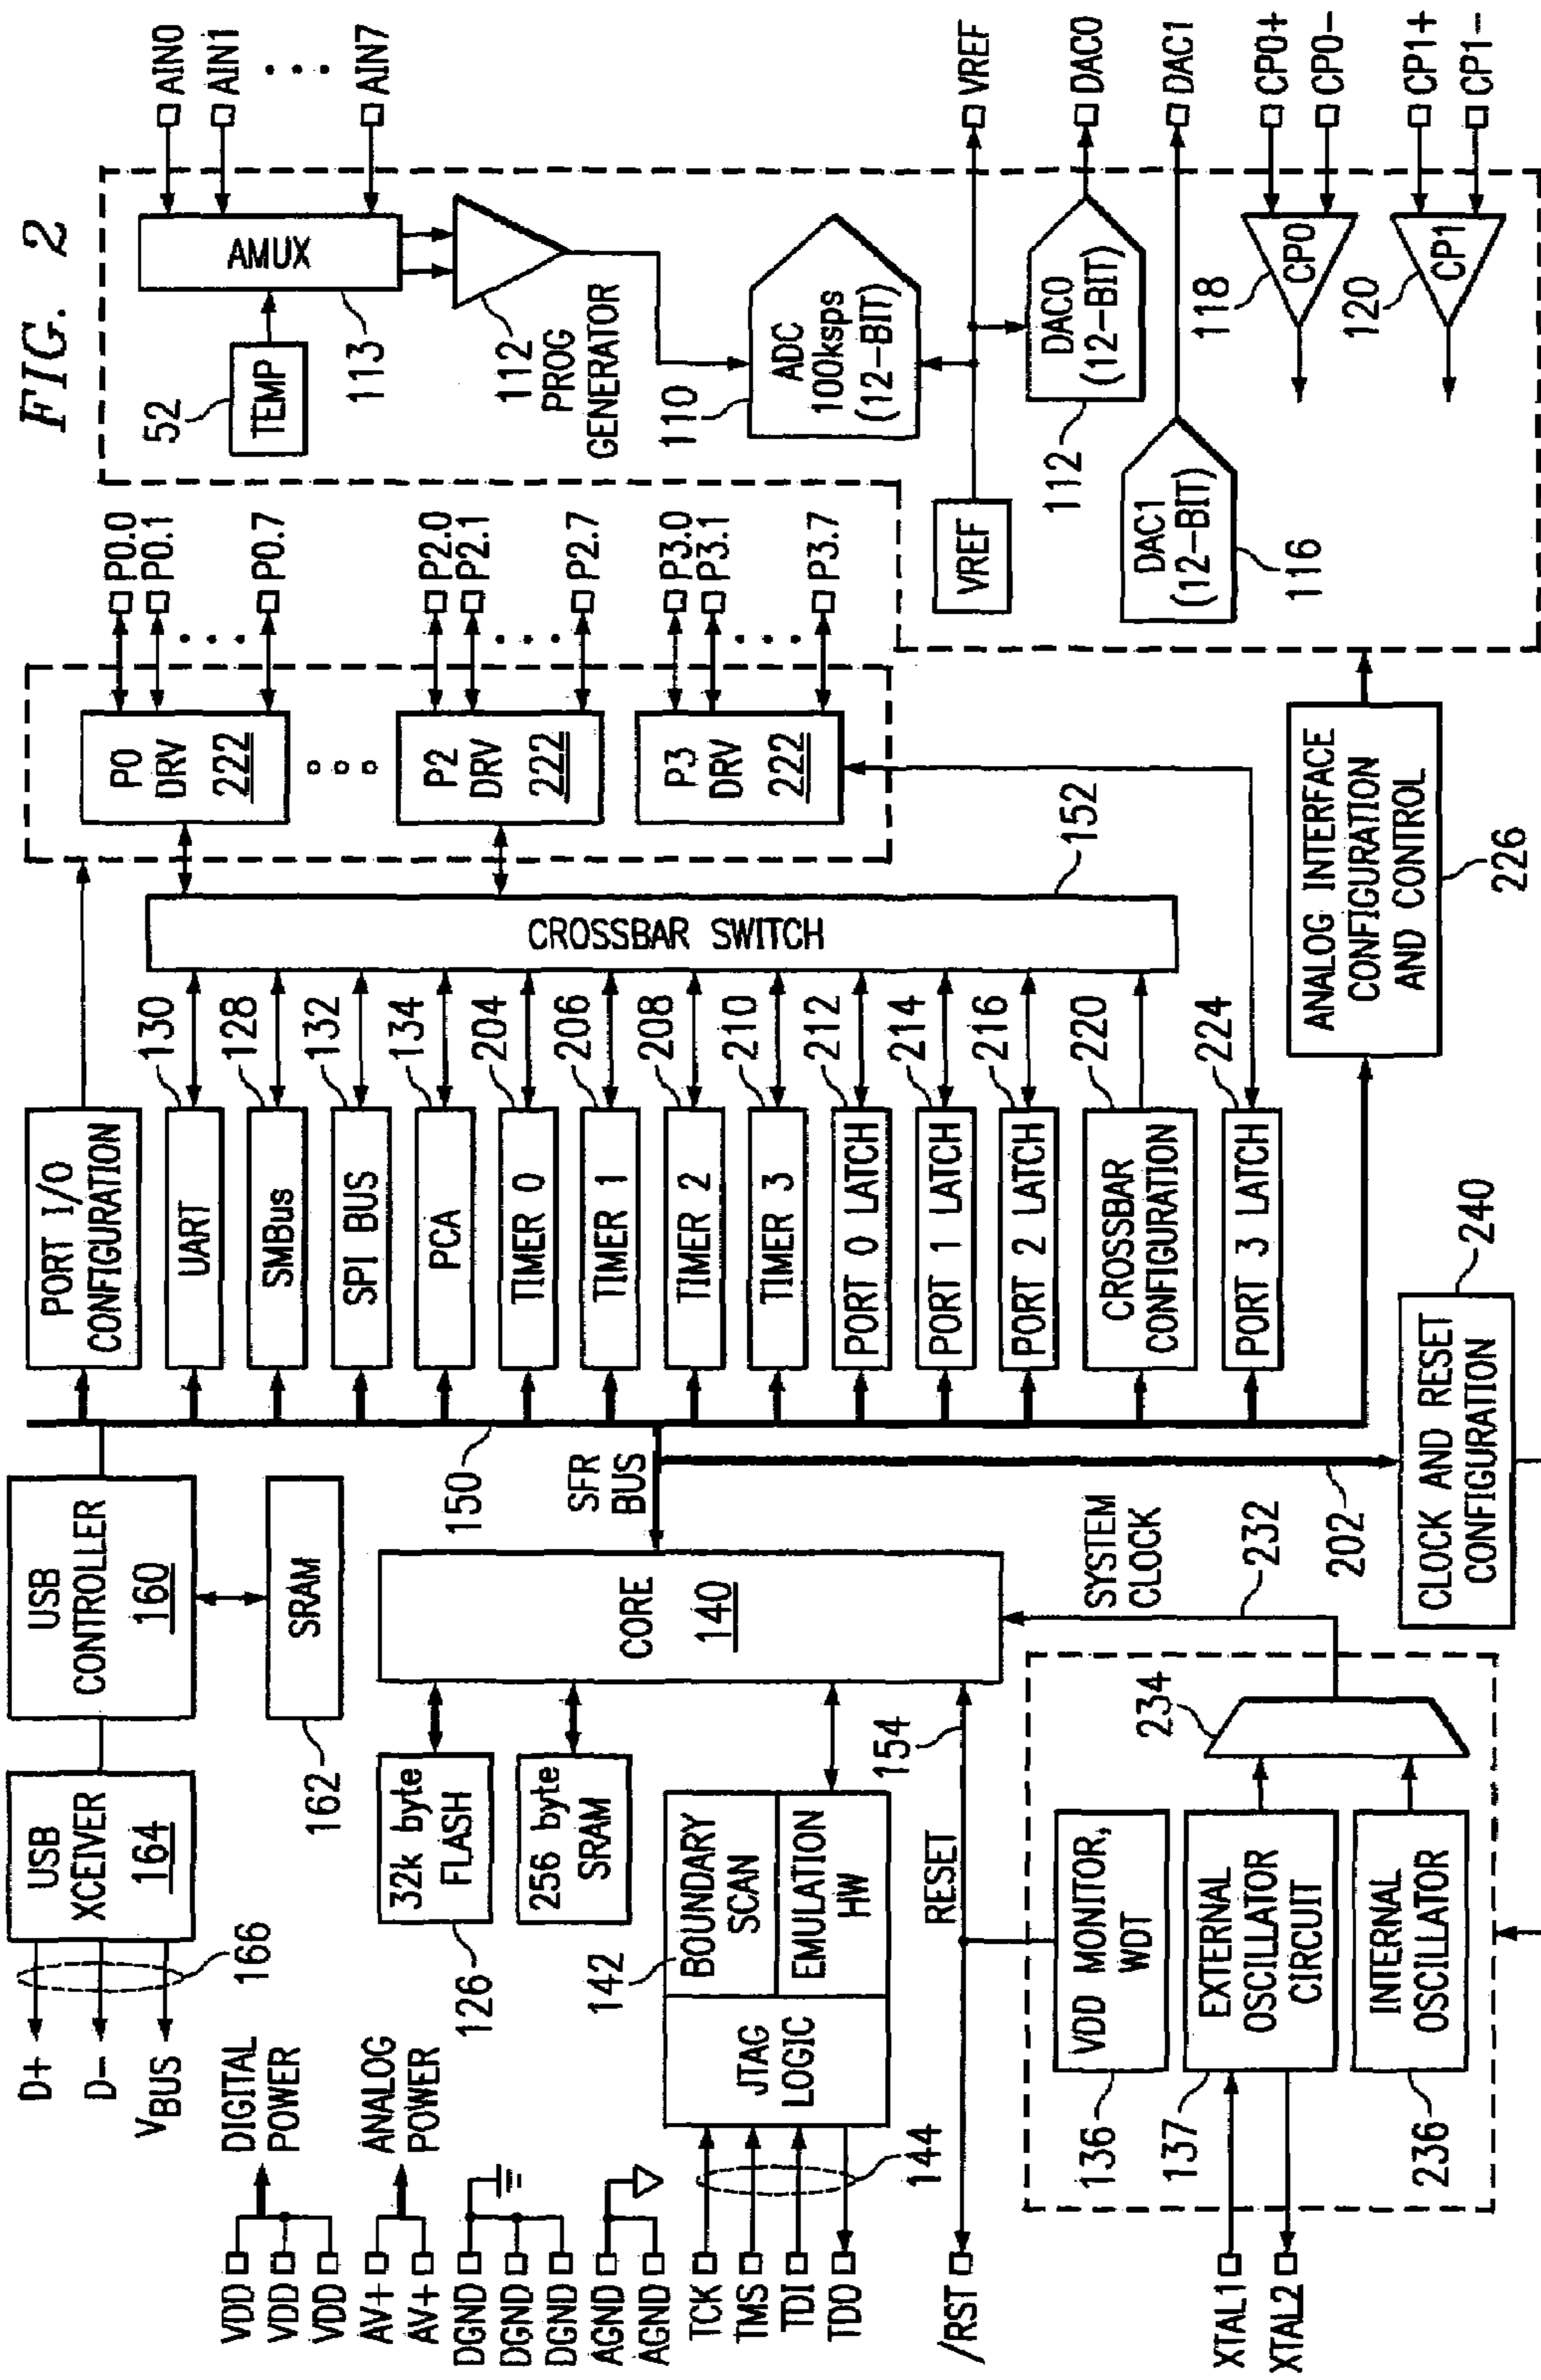 FIG. 2
D+
D-
VBUS
166
USB
XCEIVER
164
USB
CONTROLLER
160
SRAM
162
DIGITAL
POWER
VDD
VDD
VDD
ANALOG
POWER
AV+
AV+
DGND
DGND
DGND
AGND
AGND
TCK
TMS
TDI
TDO
144
/RST
XTAL1
XTAL2
32k byte
FLASH
126
256 byte
SRAM
142
JTAG
LOGIC
BOUNDARY
SCAN
EMULATION
HW
RESET
154
CORE
140
VDD MONITOR,
WDT
136
EXTERNAL
OSCILLATOR
CIRCUIT
137
INTERNAL
OSCILLATOR
236
234
SYSTEM
CLOCK
232
202
CLOCK AND RESET
CONFIGURATION
240
SFR
BUS
150
PORT I/O
CONFIGURATION
UART
130
SMBus
128
SPI BUS
132
PCA
134
TIMER 0
204
TIMER 1
206
TIMER 2
208
TIMER 3
210
PORT 0 LATCH
212
PORT 1 LATCH
214
PORT 2 LATCH
216
CROSSBAR
CONFIGURATION
220
PORT 3 LATCH
224
CROSSBAR SWITCH
152
P0
DRV
222
P2
DRV
222
P3
DRV
222
P0.0
P0.1
P0.7
P2.0
P2.1
P2.7
P3.0
P3.1
P3.7
ANALOG INTERFACE
CONFIGURATION
AND CONTROL
226
52
TEMP
AMUX
113
AIN0
AIN1
AIN7
112
PROG
GENERATOR
110
ADC
100ksps
(12-BIT)
VREF
VREF
DAC0
(12-BIT)
112
DAC0
DAC1
(12-BIT)
116
DAC1
118
CP0
CP0+
CP0-
120
CP1
CP1+
CP1-